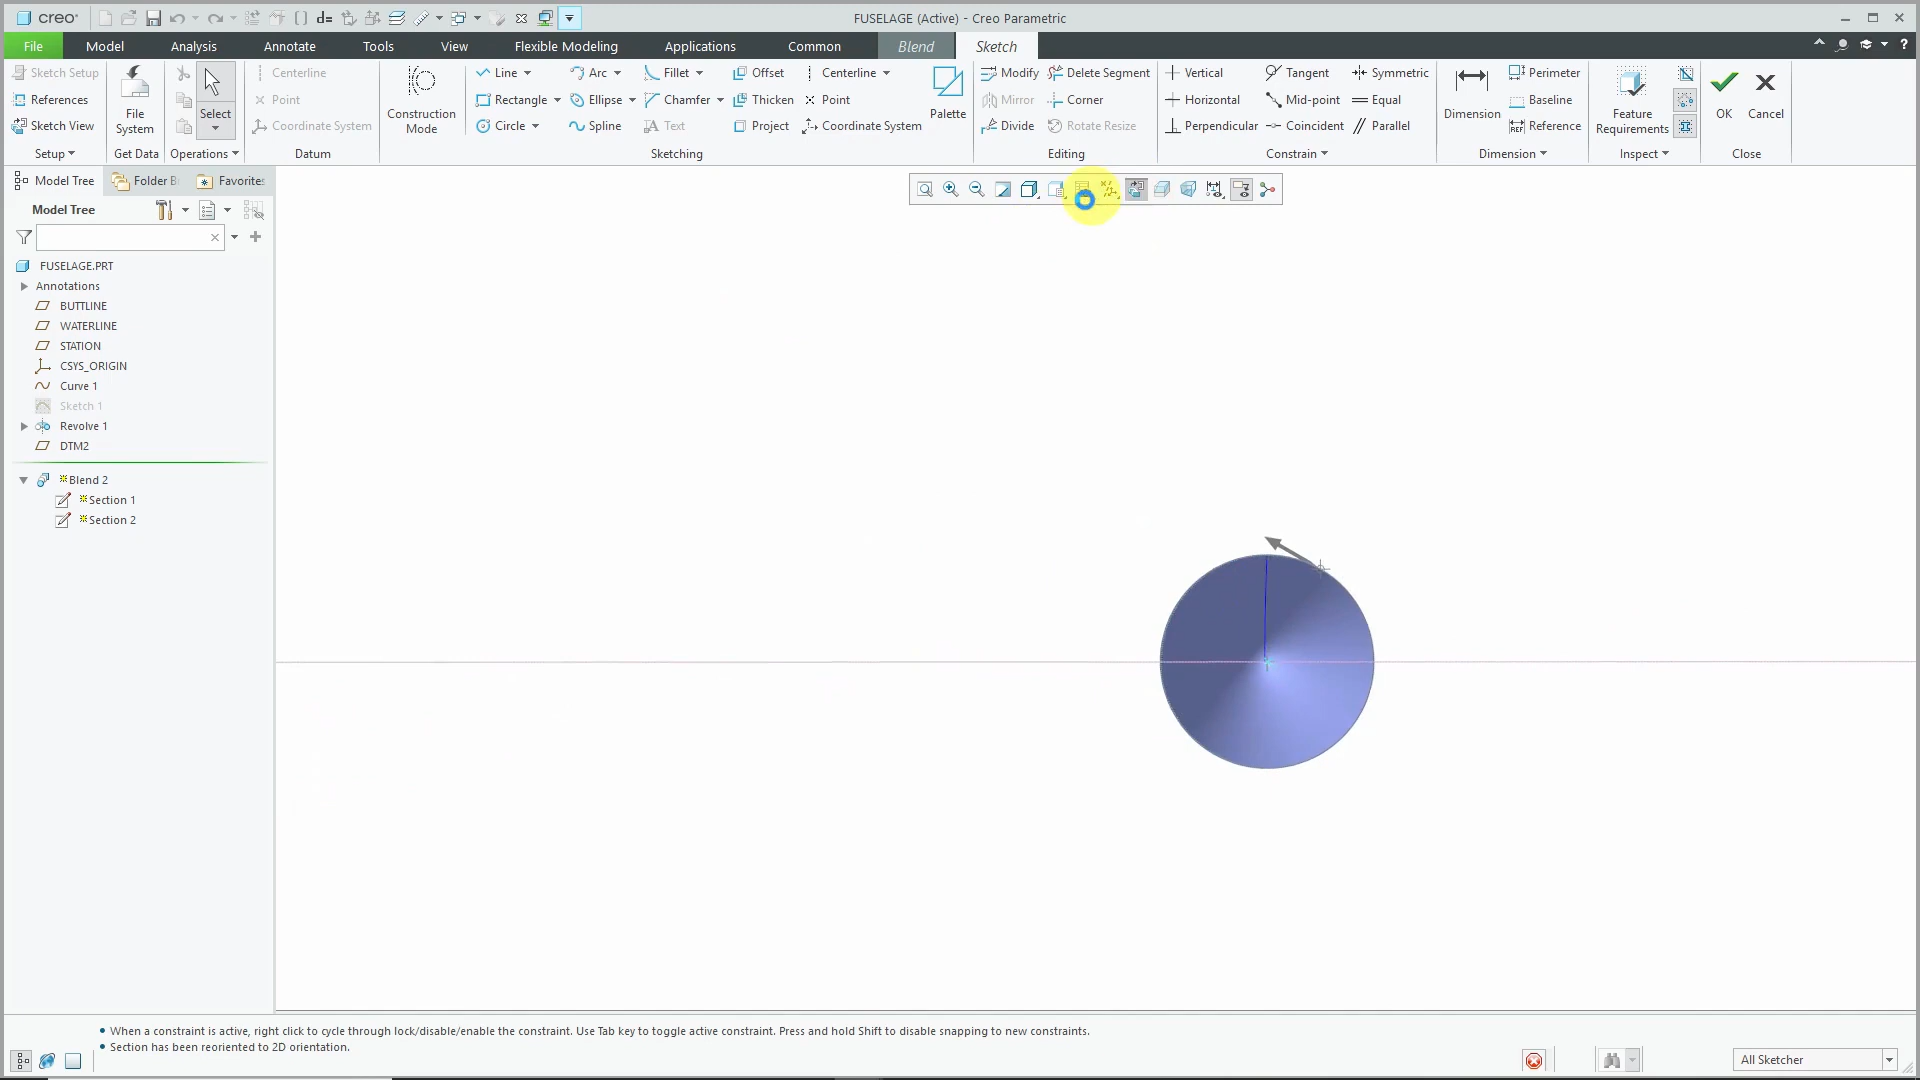 creo
FUSELAGE (Active) - Creo Parametric
File
Model
Analysis
Annotate
Tools
View
Flexible Modeling
Applications
Common
Blend
Sketch
Sketch Setup
References
Sketch View
Setup
File System
Get Data
Select
Operations
Centerline
Point
Coordinate System
Datum
Construction Mode
Line
Arc
Fillet
Offset
Centerline
Rectangle
Ellipse
Chamfer
Thicken
Point
Circle
Spline
Text
Project
Coordinate System
Palette
Sketching
Modify
Delete Segment
Mirror
Corner
Divide
Rotate Resize
Editing
Vertical
Tangent
Symmetric
Horizontal
Mid-point
Equal
Perpendicular
Coincident
Parallel
Constrain
Dimension
Perimeter
Baseline
Reference
Dimension
Feature Requirements
Inspect
OK
Cancel
Close
Model Tree
Folder B
Favorites
Model Tree
FUSELAGE.PRT
Annotations
BUTTLINE
WATERLINE
STATION
CSYS_ORIGIN
Curve 1
Sketch 1
Revolve 1
DTM2
Blend 2
Section 1
Section 2
When a constraint is active, right click to cycle through lock/disable/enable the constraint. Use Tab key to toggle active constraint. Press and hold Shift to disable snapping to new constraints.
Section has been reoriented to 2D orientation.
All Sketcher